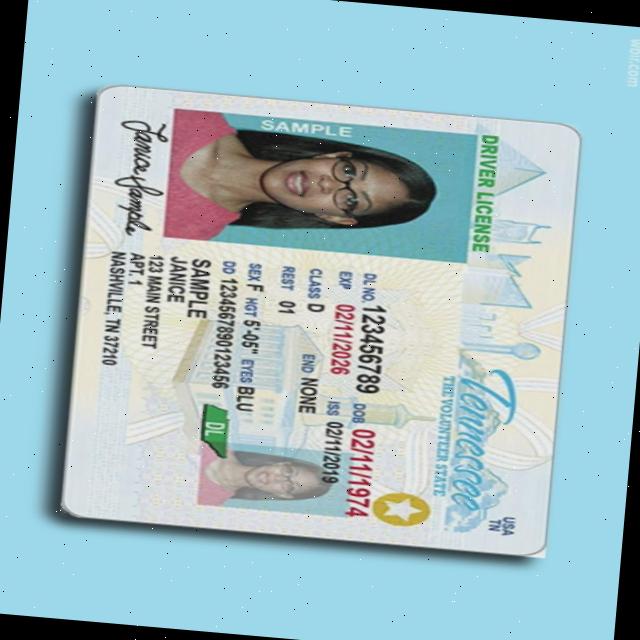 Tennessee
THE VOLUNTEER STATE
USA
TN
DRIVER LICENSE
SAMPLE
DL NO. 123456789
DOB 02/11/1974
EXP 02/11/2026
ISS 02/11/2019
CLASS D
END NONE
REST 01
SEX F HGT 5'-05" EYES BLU
DD 1234567890123456
SAMPLE
JANICE
123 MAIN STREET
APT. 1
NASHVILLE, TN 37210
DL
Janice Sample
wbir.com